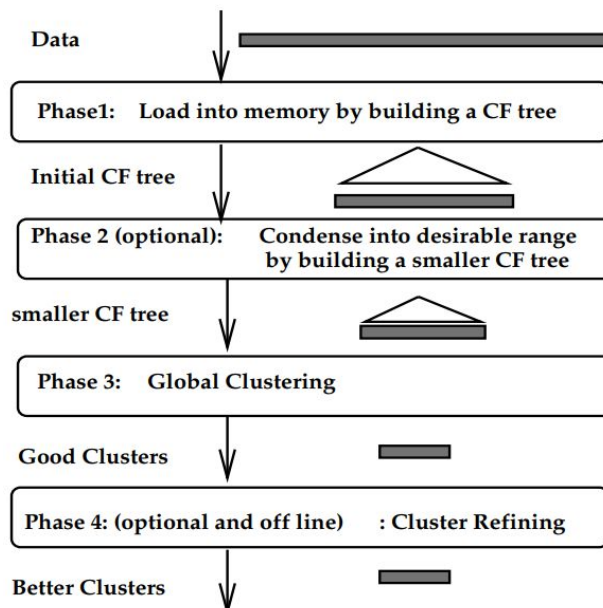 Data
Phase1: Load into memory by building a CF tree
Initial CF tree
Phase 2 (optional): Condense into desirable range
by building a smaller CF tree
smaller CF tree
Phase 3: Global Clustering
Good Clusters
Phase 4: (optional and off line) : Cluster Refining
Better Clusters